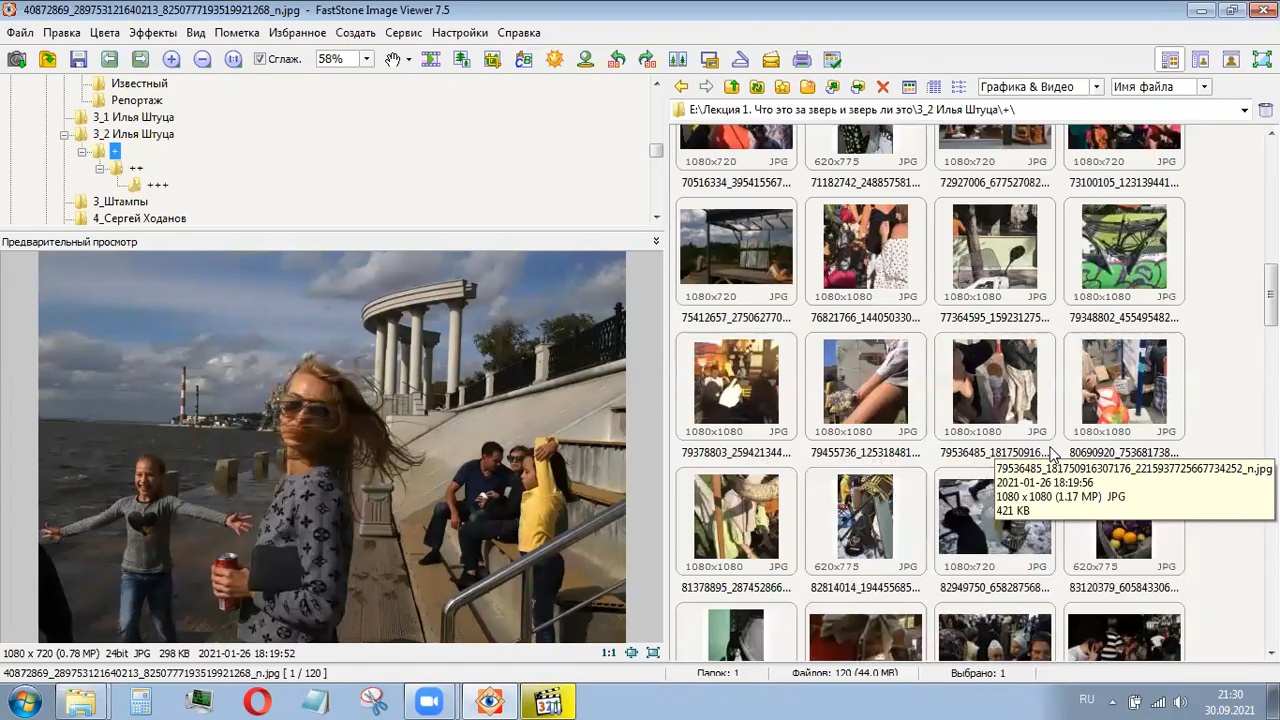 40872869_289753121640213_8250777193519921268_n.jpg - FastStone Image Viewer 7.5
Файл Правка Цвета Эффекты Вид Пометка Избранное Создать Сервис Настройки Справка
Сглаж. 58%
Графика & Видео Имя файла
E:\Лекция 1. Что это за зверь и зверь ли это\3_2 Илья Штуца\+\
Известный
Репортаж
3_1 Илья Штуца
3_2 Илья Штуца
+
++
+++
3_Штампы
4_Сергей Ходанов
Предварительный просмотр
1080x720 JPG 620x775 JPG 1080x720 JPG 1080x720 JPG
70516334_395415567... 71182742_248857581... 72927006_677527082... 73100105_123139441...
1080x720 JPG 1080x1080 JPG 1080x1080 JPG 1080x1080 JPG
75412657_275062770... 76821766_144050330... 77364595_159231275... 79348802_455495482...
1080x1080 JPG 1080x1080 JPG 1080x1080 JPG 1080x1080 JPG
79378803_259421344... 79455736_125318481... 79536485_181750916... 80690920_753681738...
79536485_181750916307176_2215937725667734252_n.jpg
2021-01-26 18:19:56
1080 x 1080 (1.17 MP) JPG
421 KB
1080x1080 JPG 620x775 JPG 1080x720 JPG 620x775 JPG
81378895_287452866... 82814014_194455685... 82949750_658287568... 83120379_605843306...
1080 x 720 (0.78 MP) 24bit JPG 298 KB 2021-01-26 18:19:52 1:1
40872869_289753121640213_8250777193519921268_n.jpg [ 1 / 120 ]
Папок: 1 Файлов: 120 (44.0 MB) Выбрано: 1
RU 21:30
30.09.2021
321